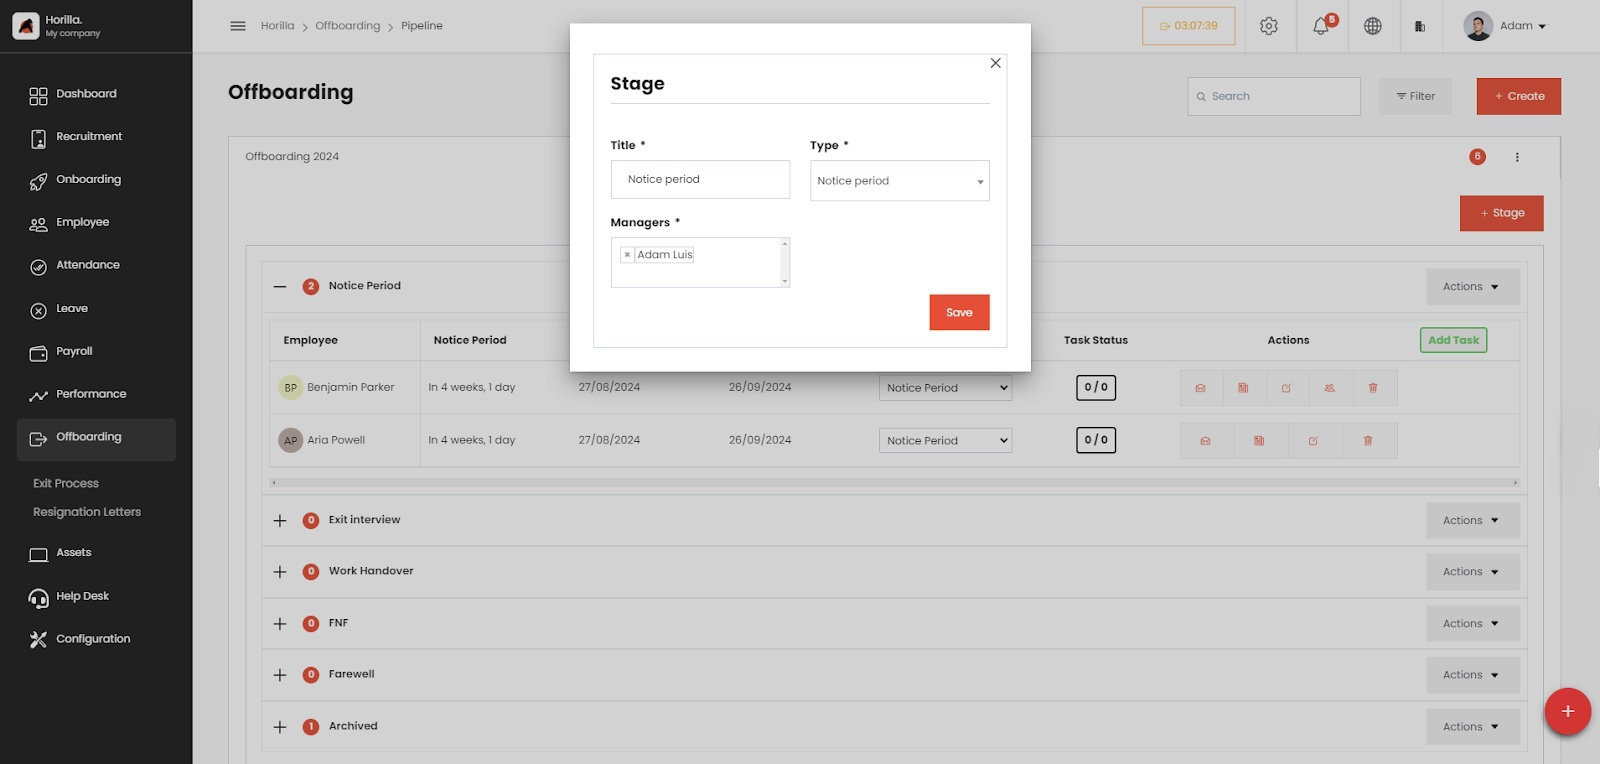 Horilla.
My company
Dashboard
Recruitment
Onboarding
Employee
Attendance
Leave
Payroll
Performance
Offboarding
Exit Process
Resignation Letters
Assets
Help Desk
Configuration
Horilla > Offboarding > Pipeline
03:07:39
5
Adam
Offboarding
Search
Filter
+ Create
Offboarding 2024
6
+ Stage
Stage
Title *
Type *
Notice period
Notice period
Managers *
× Adam Luis
Save
2 Notice Period
Actions
Employee
Notice Period
Task Status
Actions
Add Task
BP Benjamin Parker
In 4 weeks, 1 day
27/08/2024
26/09/2024
Notice Period
0 / 0
AP Aria Powell
In 4 weeks, 1 day
27/08/2024
26/09/2024
Notice Period
0 / 0
0 Exit interview
Actions
0 Work Handover
Actions
0 FNF
Actions
0 Farewell
Actions
1 Archived
Actions